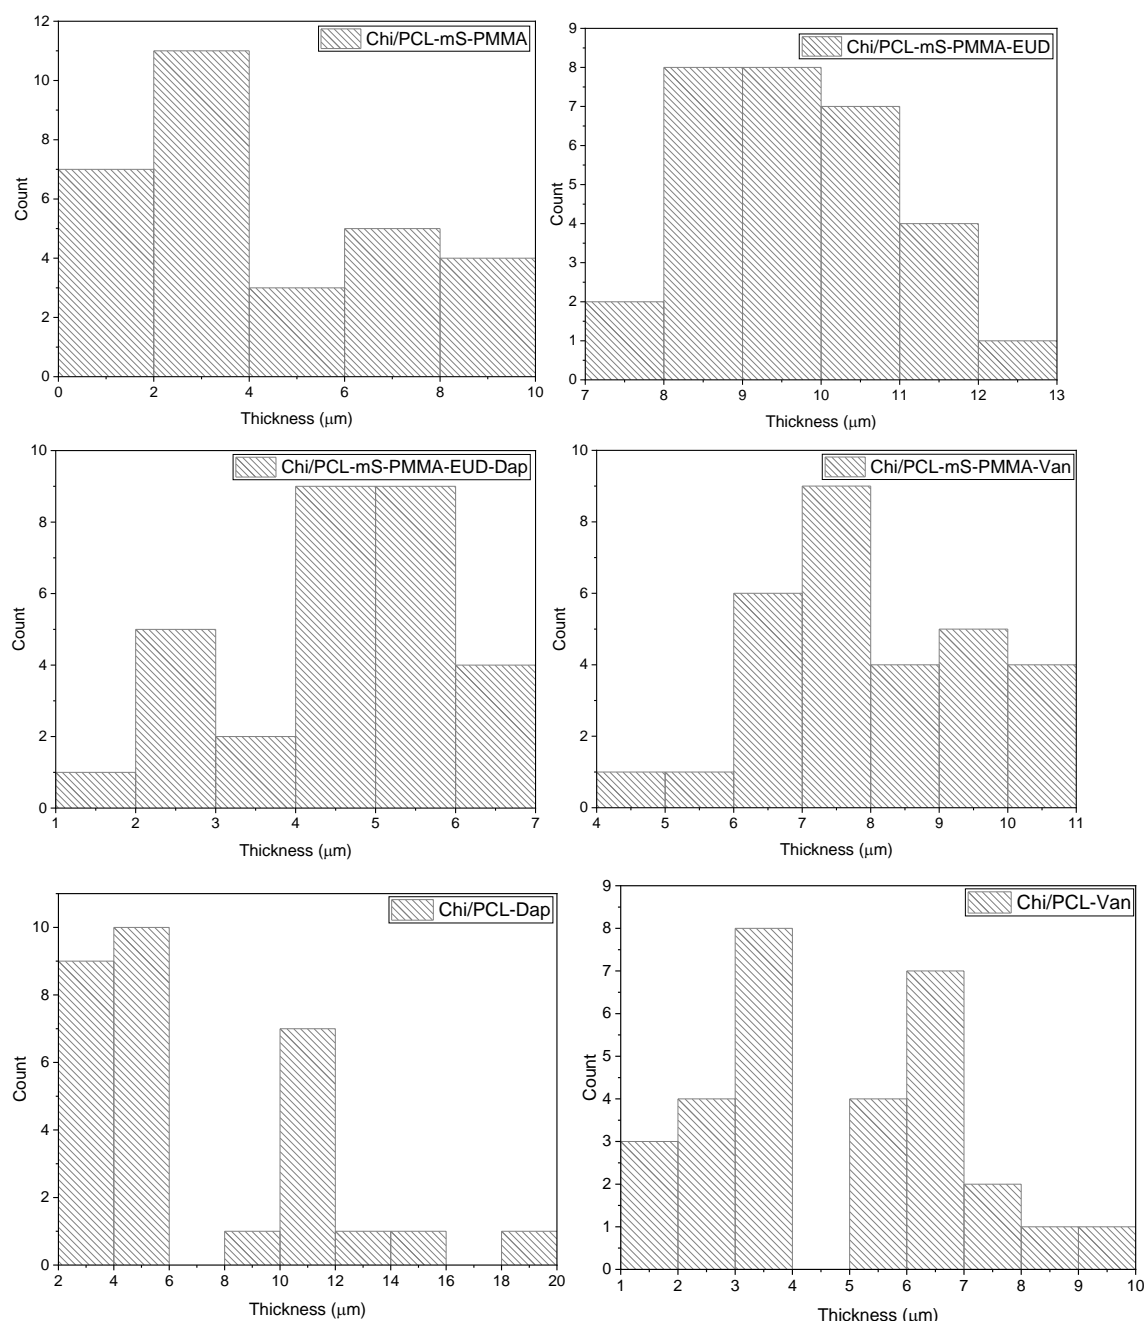 Chi/PCL-mS-PMMA
12
10
8
6
4
2
0
Count
0 2 4 6 8 10
Thickness (μm)
Chi/PCL-mS-PMMA-EUD
9
8
7
6
5
4
3
2
1
0
Count
7 8 9 10 11 12 13
Thickness (μm)
Chi/PCL-mS-PMMA-EUD-Dap
10
8
6
4
2
0
Count
1 2 3 4 5 6 7
Thickness (μm)
Chi/PCL-mS-PMMA-Van
10
8
6
4
2
0
Count
4 5 6 7 8 9 10 11
Thickness (μm)
Chi/PCL-Dap
10
8
6
4
2
0
Count
2 4 6 8 10 12 14 16 18 20
Thickness (μm)
Chi/PCL-Van
9
8
7
6
5
4
3
2
1
0
Count
1 2 3 4 5 6 7 8 9 10
Thickness (μm)